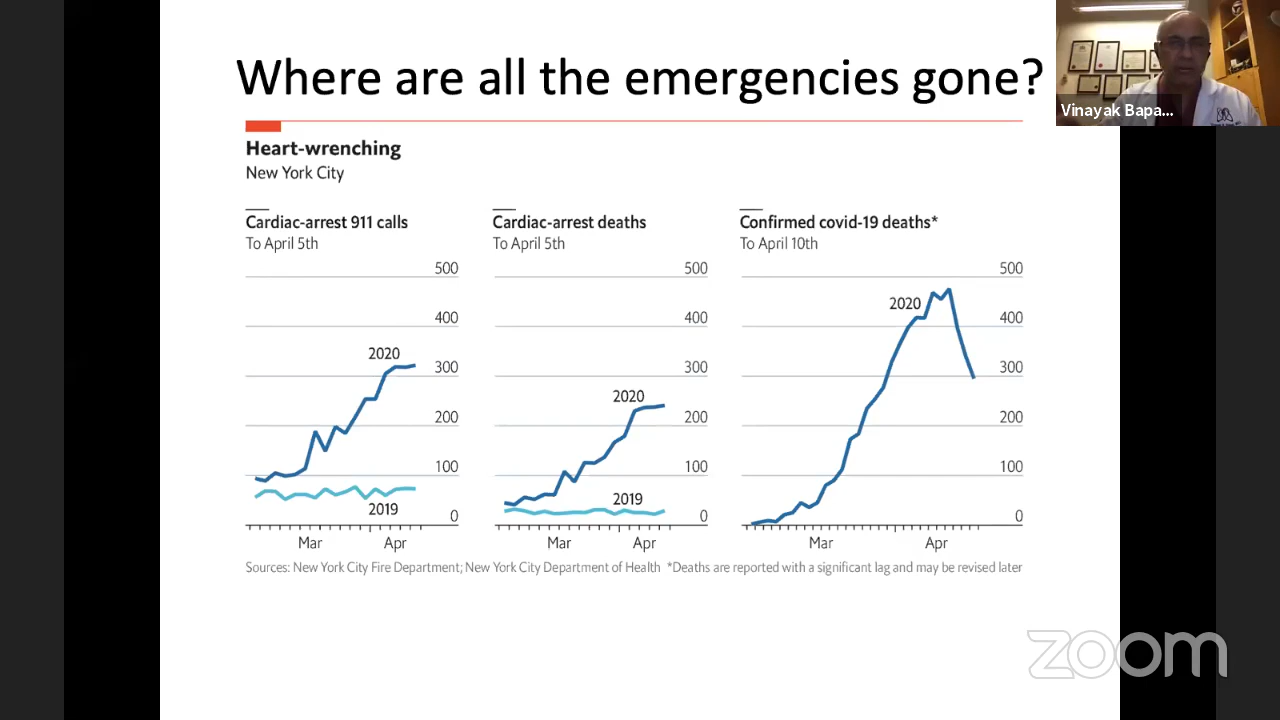 Where are all the emergencies gone?
Vinayak Bapa...
Heart-wrenching
New York City
Cardiac-arrest 911 calls
To April 5th
500
400
300
200
100
0
2020
2019
Mar Apr
Cardiac-arrest deaths
To April 5th
500
400
300
200
100
0
2020
2019
Mar Apr
Confirmed covid-19 deaths*
To April 10th
500
400
300
200
100
0
2020
Mar Apr
Sources: New York City Fire Department; New York City Department of Health *Deaths are reported with a significant lag and may be revised later
zoom